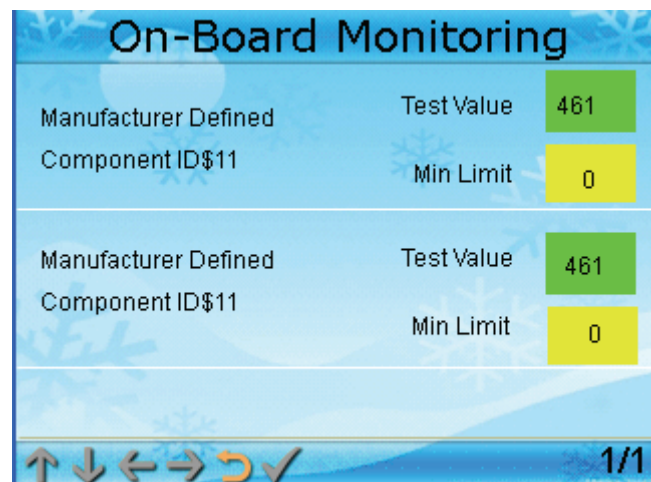 On-Board Monitoring
Manufacturer Defined
Component ID$11
Test Value 461
Min Limit 0
Manufacturer Defined
Component ID$11
Test Value 461
Min Limit 0
1/1